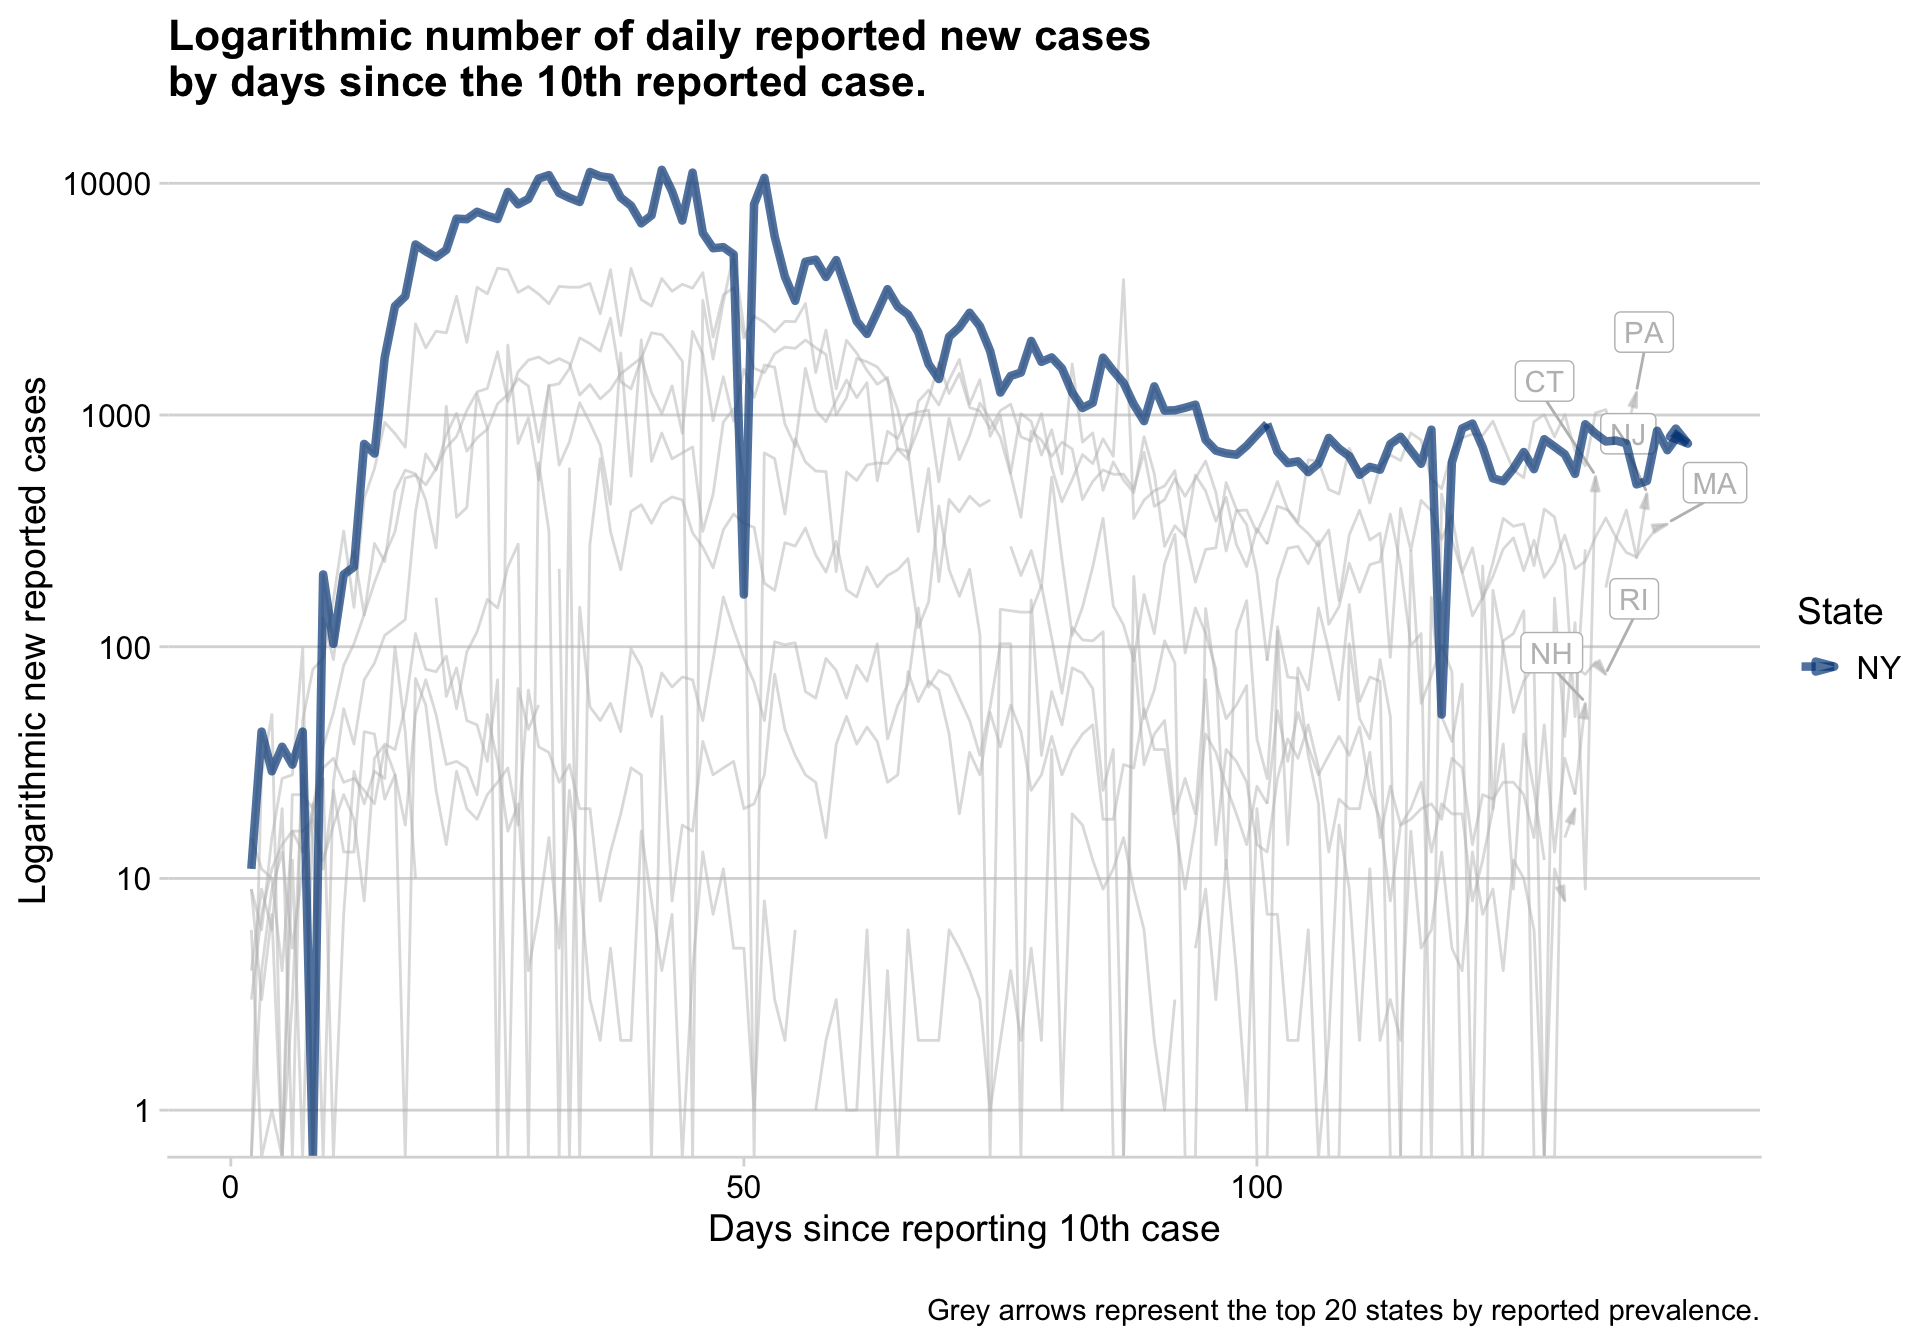 Logarithmic number of daily reported new cases
by days since the 10th reported case.
Logarithmic new reported cases
10000
1000
100
10
1
PA
CT
NJ
MA
RI
NH
State
NY
0
50
100
Days since reporting 10th case
Grey arrows represent the top 20 states by reported prevalence.